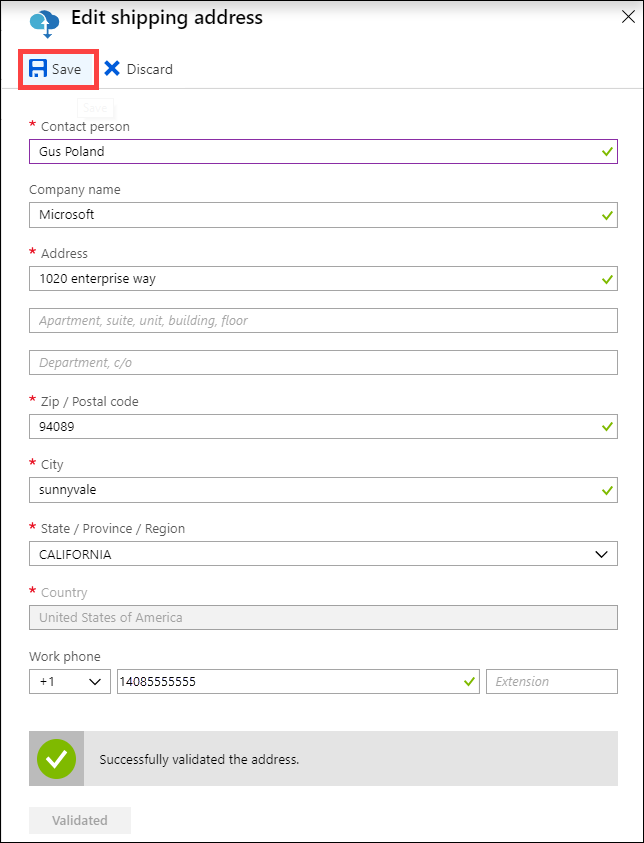 Edit shipping address
Save
Discard
Save
* Contact person
Gus Poland
Company name
Microsoft
* Address
1020 enterprise way
Apartment, suite, unit, building, floor
Department, c/o
* Zip / Postal code
94089
* City
sunnyvale
* State / Province / Region
CALIFORNIA
* Country
United States of America
Work phone
+1 14085555555 Extension
Successfully validated the address.
Validated